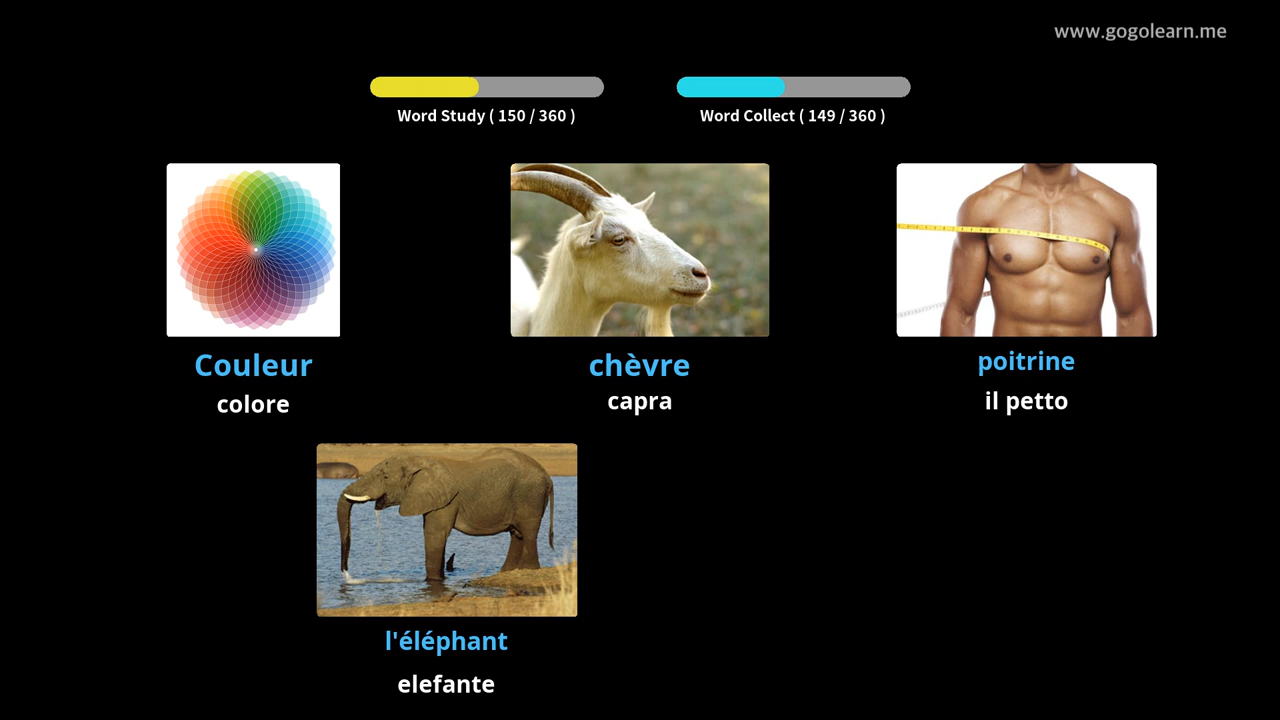 www.gogolearn.me
Word Study ( 150 / 360 )
Word Collect ( 149 / 360 )
Couleur
colore
chèvre
capra
poitrine
il petto
l'éléphant
elefante